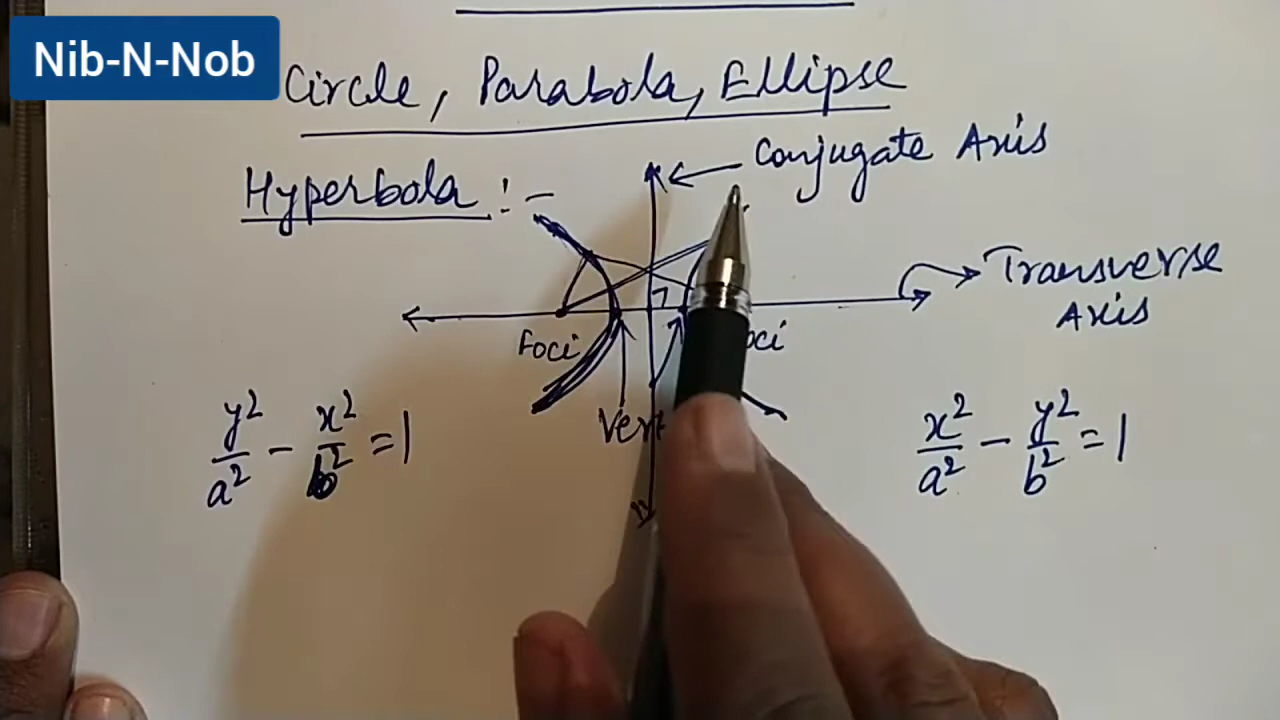 Nib-N-Nob
Circle, Parabola, Ellipse
Conjugate Axis
Hyperbola :-
Transverse
Axis
Foci
y²/a² - x²/b² = 1
x²/a² - y²/b² = 1